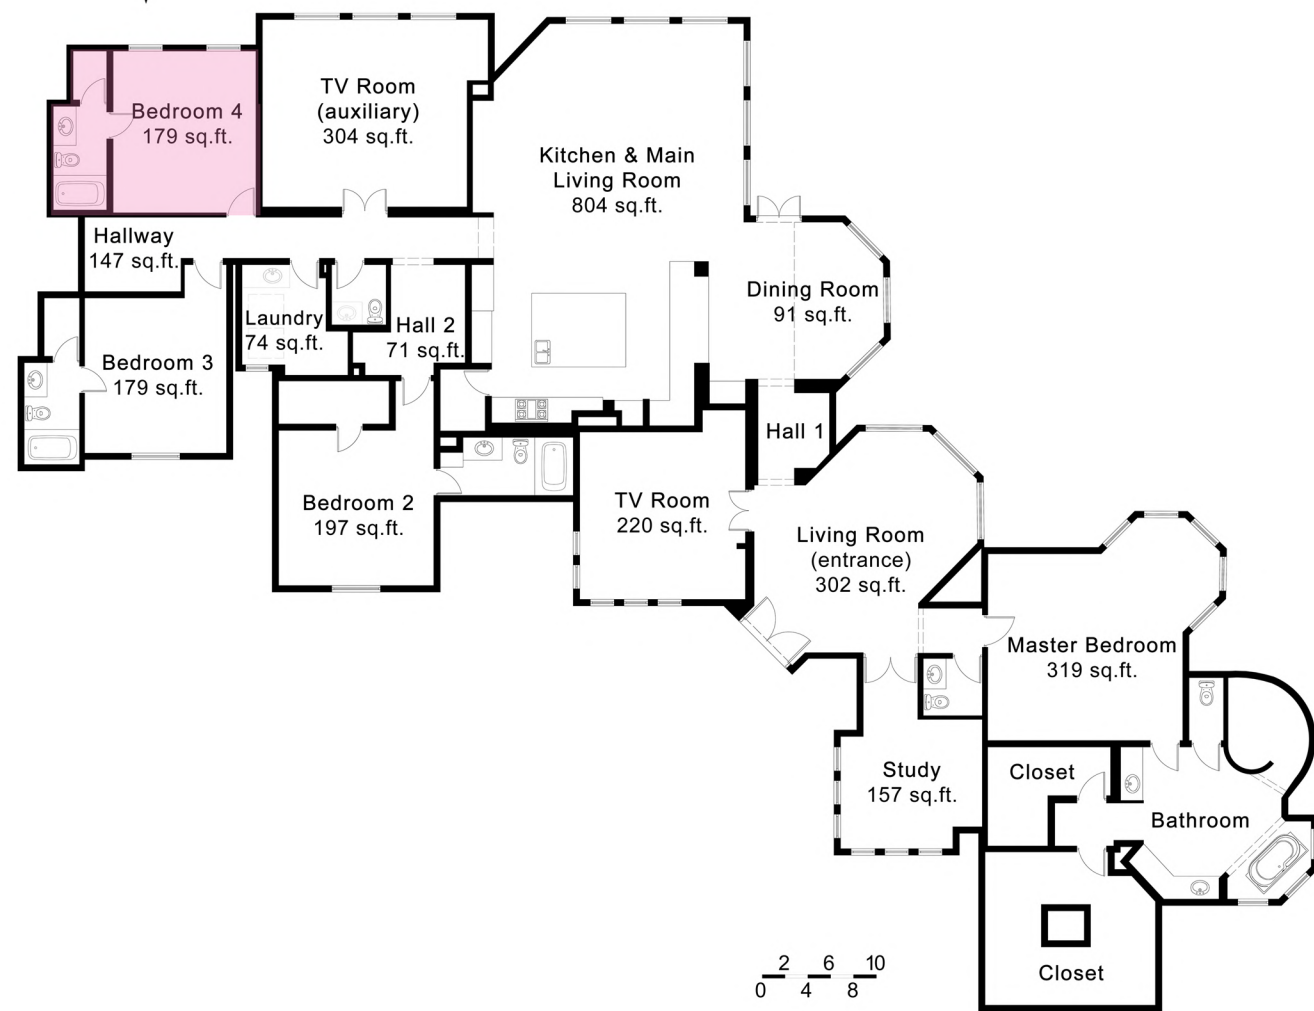 TV Room
(auxiliary)
304 sq.ft.
Bedroom 4
179 sq.ft.
Kitchen & Main
Living Room
804 sq.ft.
Hallway
147 sq.ft.
Dining Room
91 sq.ft.
Laundry
74 sq.ft.
Hall 2
71 sq.ft.
Bedroom 3
179 sq.ft.
Hall 1
Bedroom 2
197 sq.ft.
TV Room
220 sq.ft.
Living Room
(entrance)
302 sq.ft.
Master Bedroom
319 sq.ft.
Study
157 sq.ft.
Closet
Bathroom
Closet
2 6 10
0 4 8